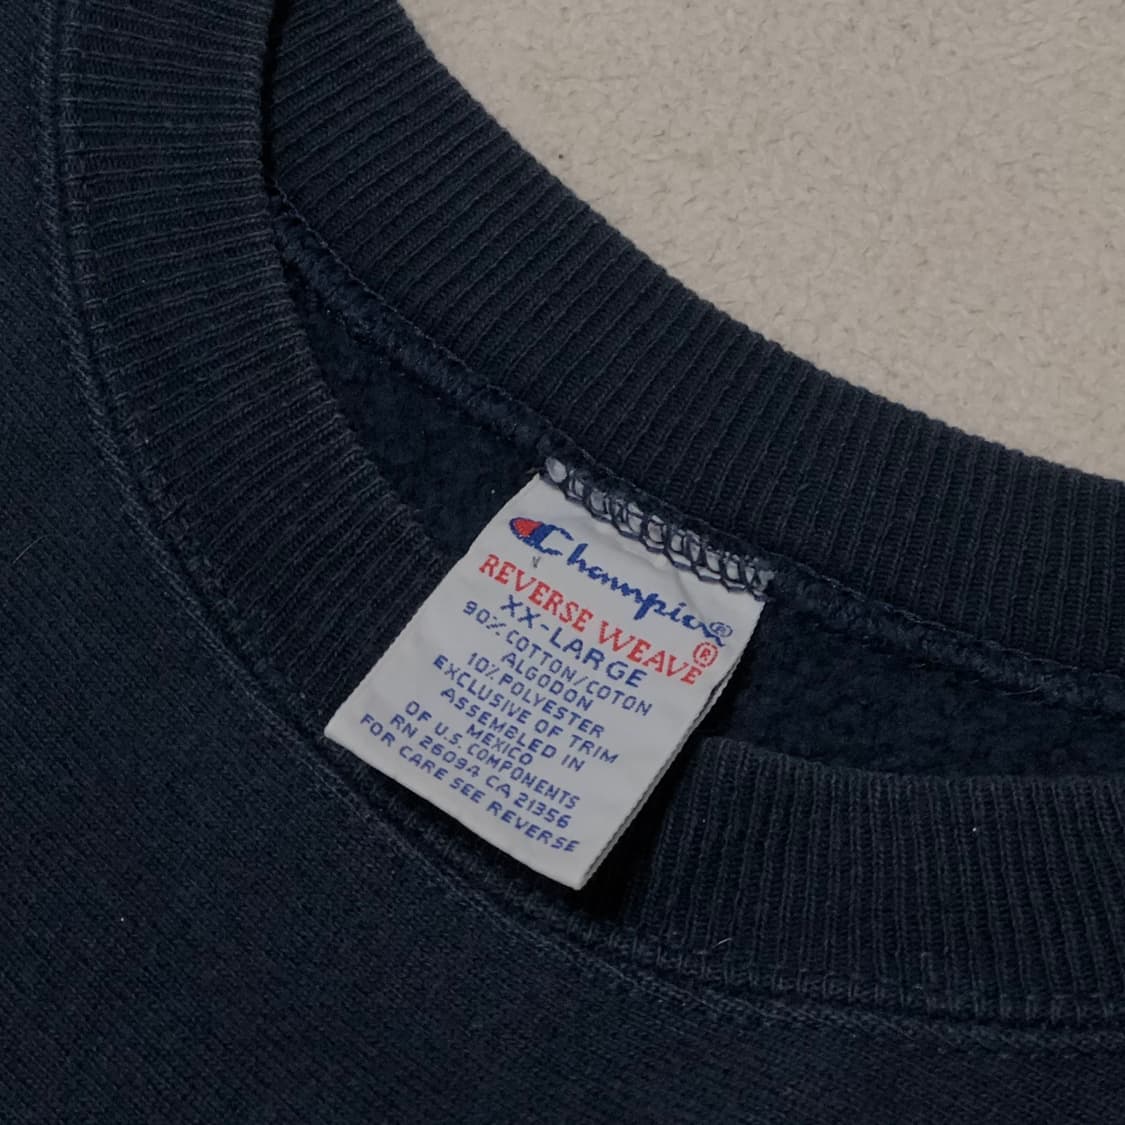 Champion®
REVERSE WEAVE®
XX-LARGE
90% COTTON/COTON
ALGODON
10% POLYESTER
EXCLUSIVE OF TRIM
ASSEMBLED IN
MEXICO
OF U.S. COMPONENTS
RN 26094 CA 21356
FOR CARE SEE REVERSE